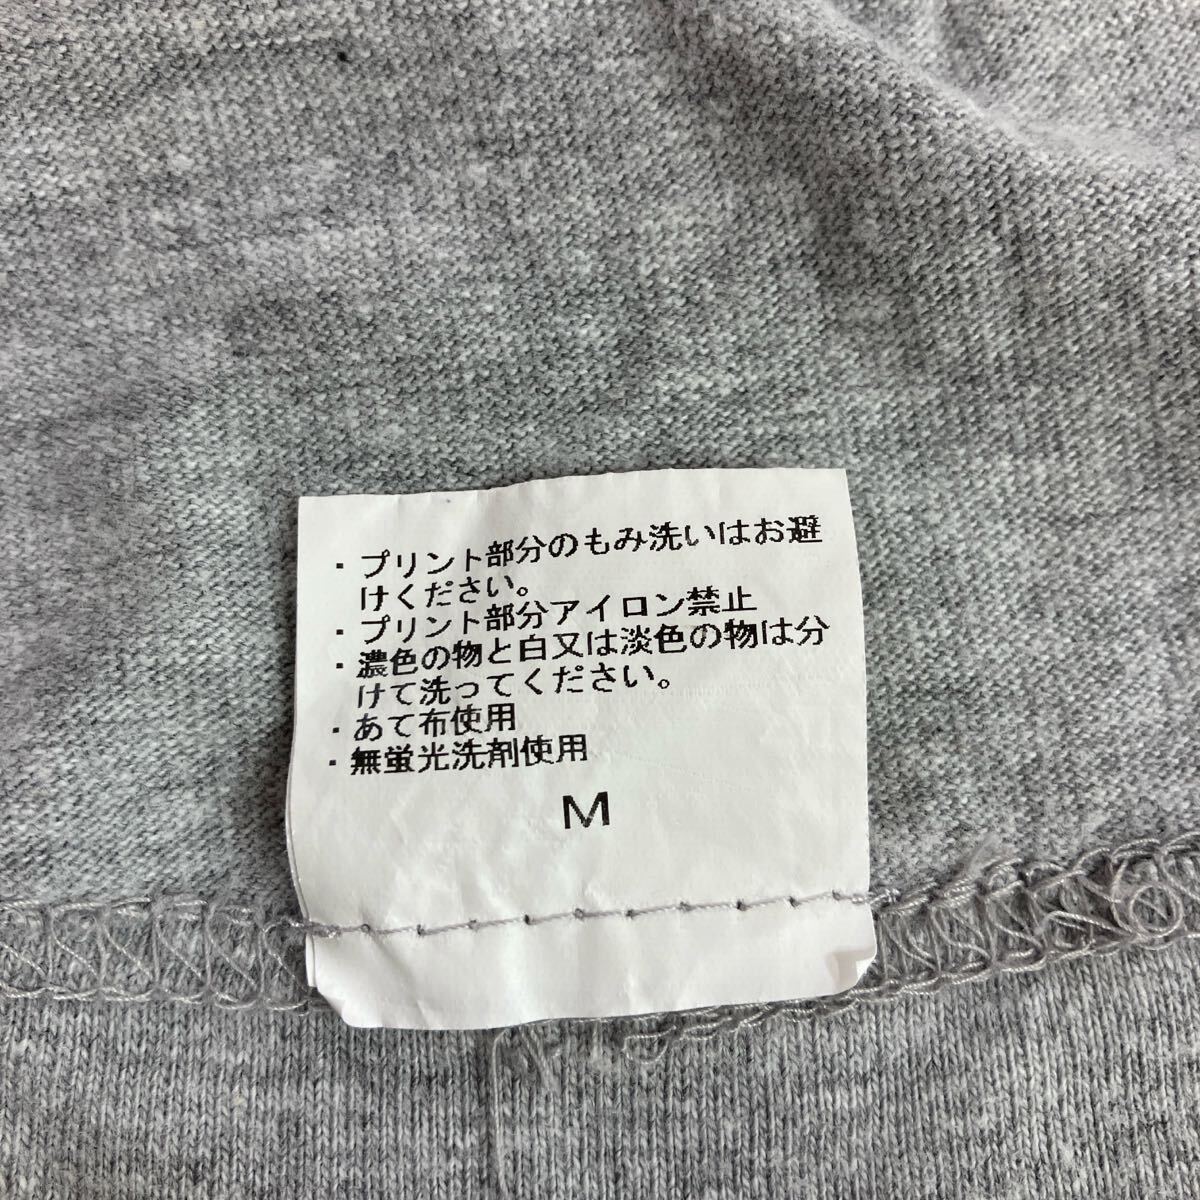 ・プリント部分のもみ洗いはお避
けください。
・プリント部分アイロン禁止
・濃色の物と白又は淡色の物は分
けて洗ってください。
・あて布使用
・無蛍光洗剤使用
M